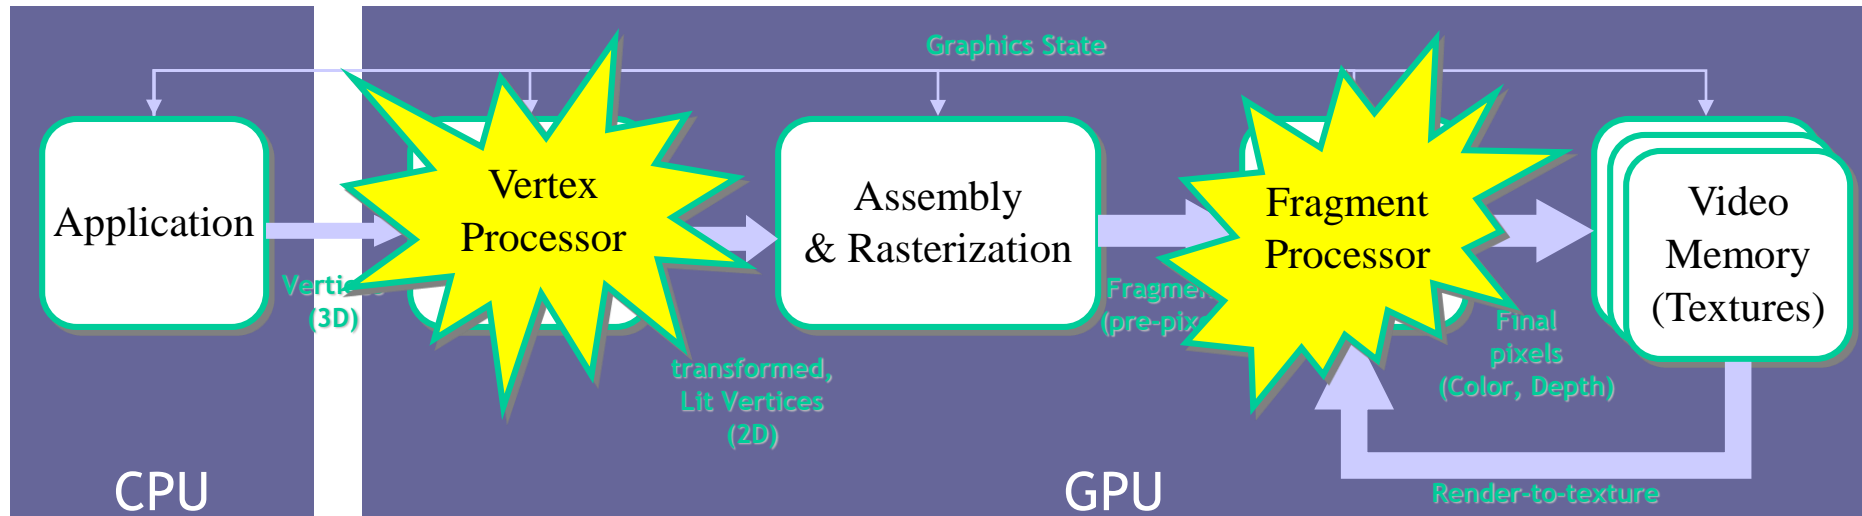 Graphics State
Application
Vertex
Processor
Assembly
& Rasterization
Fragment
Processor
Video
Memory
(Textures)
(3D)
transformed,
Lit Vertices
(2D)
Final
pixels
(Color, Depth)
Render-to-texture
CPU
GPU